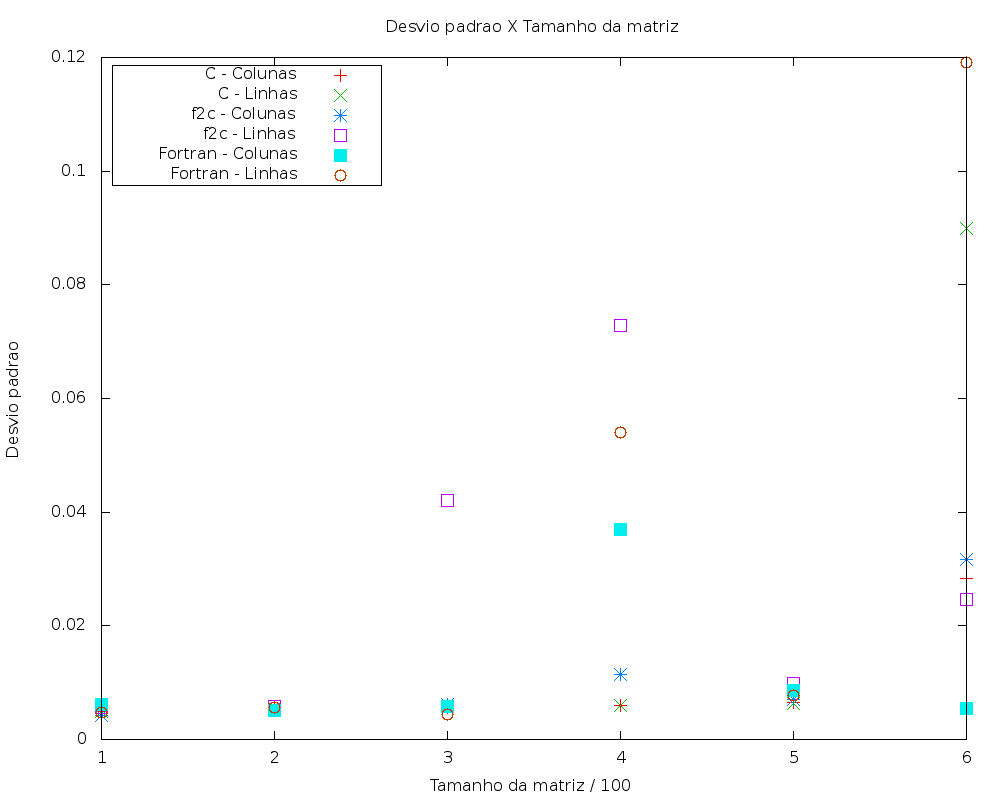 Desvio padrao X Tamanho da matriz
0.12
C - Colunas
C - Linhas
f2c - Colunas
f2c - Linhas
Fortran - Colunas
Fortran - Linhas
0.1
0.08
0.06
0.04
0.02
0
Desvio padrao
1 2 3 4 5 6
Tamanho da matriz / 100